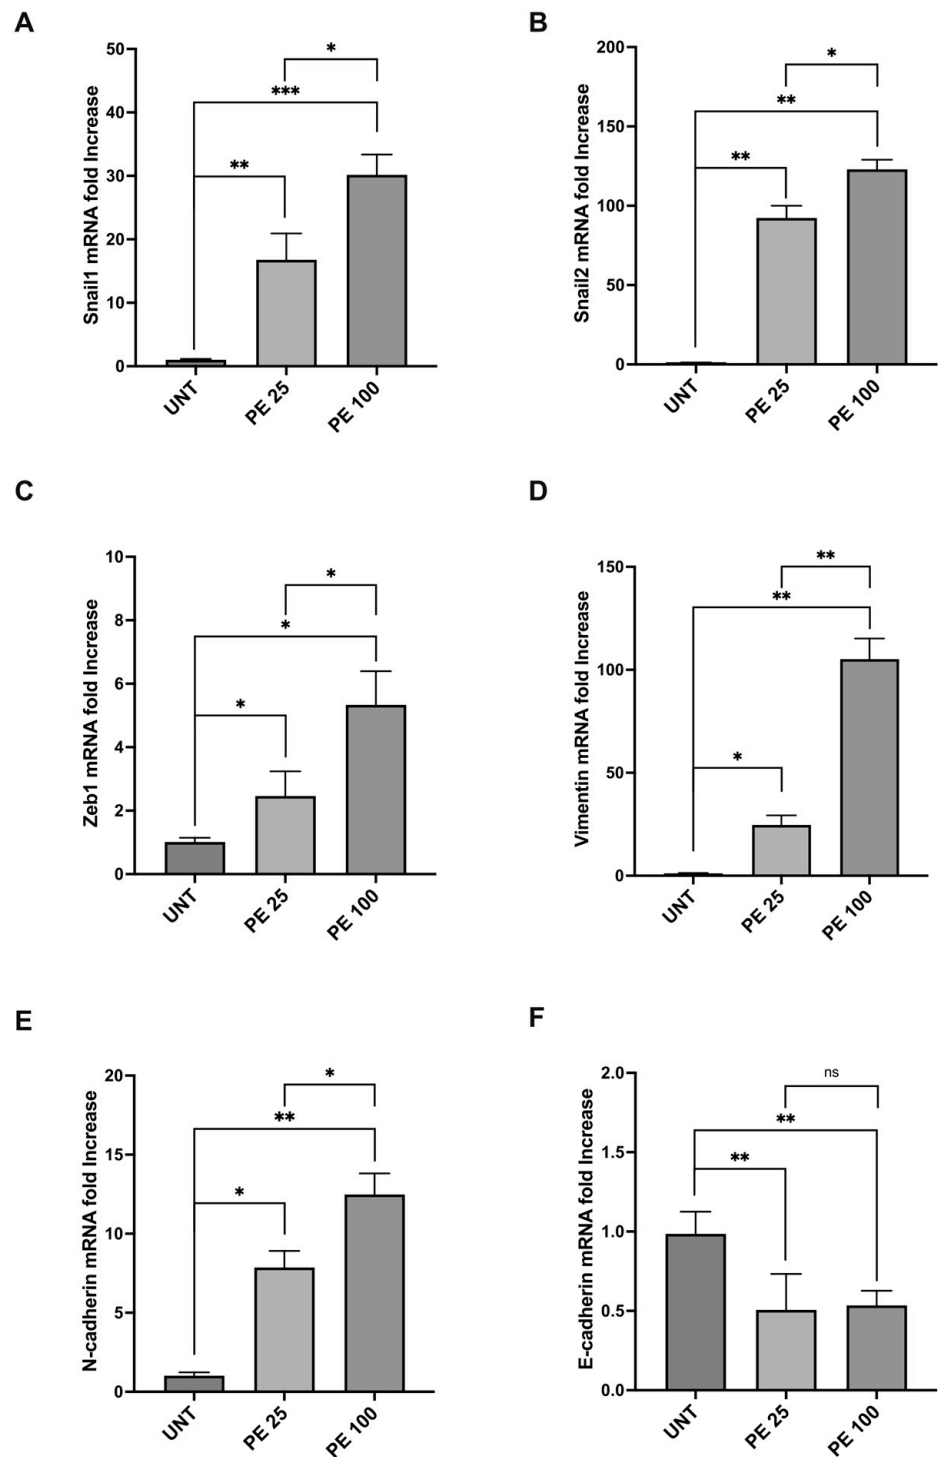 A
Snail1 mRNA fold Increase
50
40
30
20
10
0
*
***
**
UNT
PE 25
PE 100
B
Snail2 mRNA fold Increase
200
150
100
50
0
*
**
**
UNT
PE 25
PE 100
C
Zeb1 mRNA fold Increase
10
8
6
4
2
0
*
*
*
UNT
PE 25
PE 100
D
Vimentin mRNA fold Increase
150
100
50
0
**
**
*
UNT
PE 25
PE 100
E
N-cadherin mRNA fold Increase
20
15
10
5
0
*
**
*
UNT
PE 25
PE 100
F
E-cadherin mRNA fold Increase
2.0
1.5
1.0
0.5
0.0
ns
**
**
UNT
PE 25
PE 100